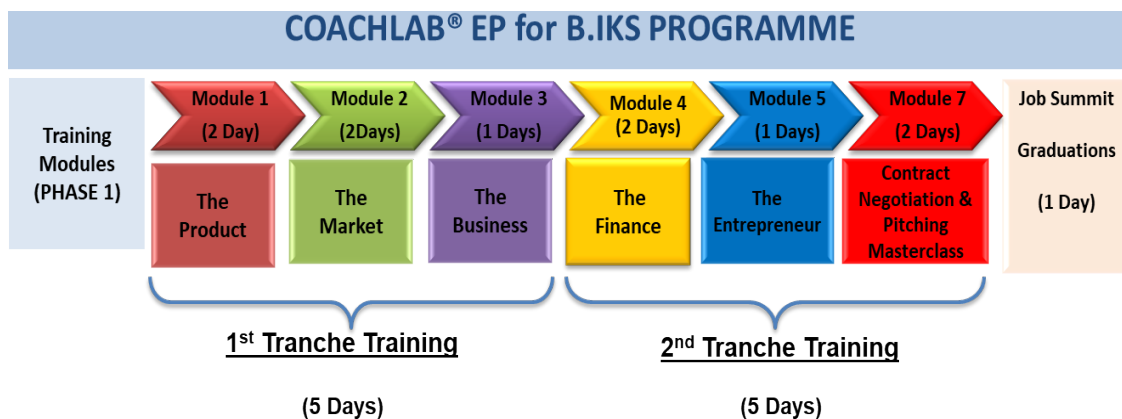 COACHLAB® EP for B.IKS PROGRAMME
Training
Modules
(PHASE 1)
Module 1
(2 Day)
The
Product
Module 2
(2Days)
The
Market
Module 3
(1 Days)
The
Business
Module 4
(2 Days)
The
Finance
Module 5
(1 Days)
The
Entrepreneur
Module 7
(2 Days)
Contract
Negotiation &
Pitching
Masterclass
Job Summit
Graduations
(1 Day)
1st Tranche Training
(5 Days)
2nd Tranche Training
(5 Days)